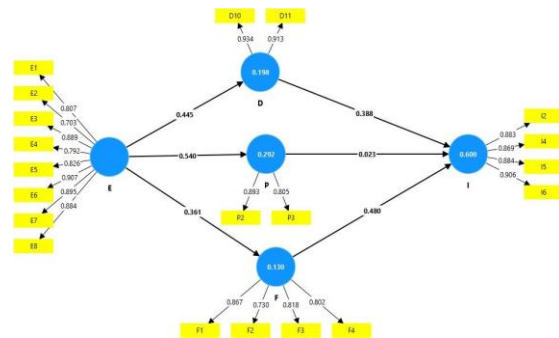 D10
D11
0.934
0.913
0.198
D
E1
E2
E3
E4
E5
E6
E7
E8
0.807
0.703
0.889
0.792
0.826
0.907
0.895
0.884
E
0.445
0.540
0.361
0.292
P
0.893
0.805
P2
P3
0.388
0.023
0.480
0.600
I
0.883
0.869
0.884
0.906
I2
I4
I5
I6
0.130
F
0.867
0.730
0.818
0.802
F1
F2
F3
F4